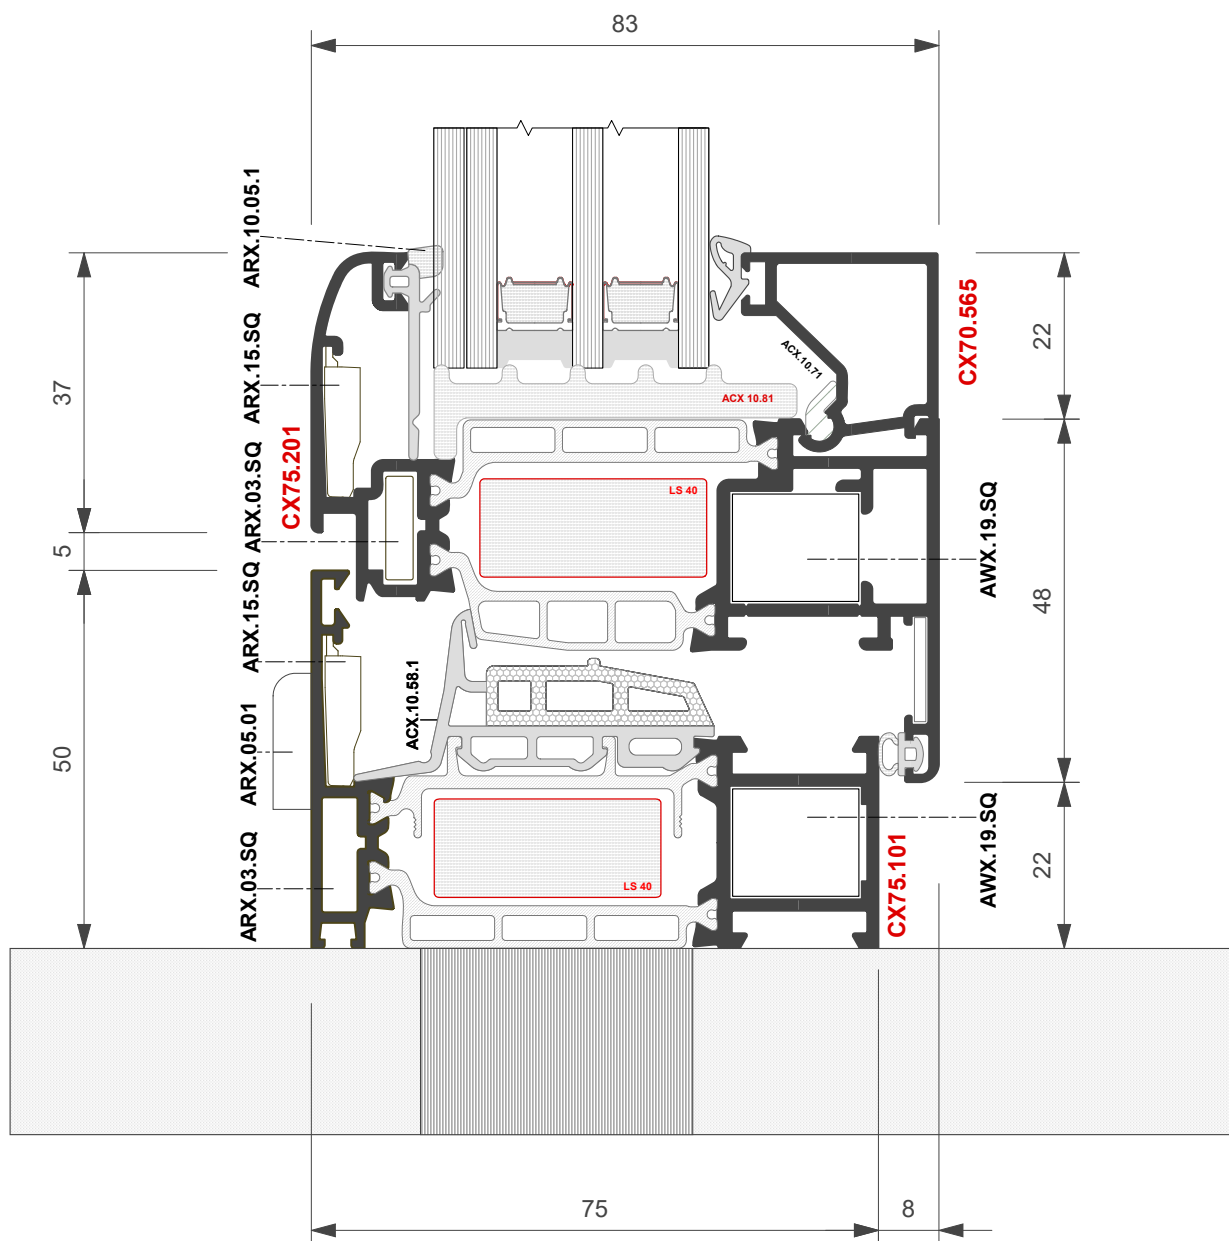 83
ARX.10.05.1
ARX.15.SQ
ARX.03.SQ
ARX.15.SQ
ARX.05.01
ARX.03.SQ
CX75.201
37
5
50
ACX.10.71
ACX 10.81
LS 40
ACX.10.58.1
LS 40
CX70.565
22
AWX.19.SQ
48
AWX.19.SQ
CX75.101
22
75
8